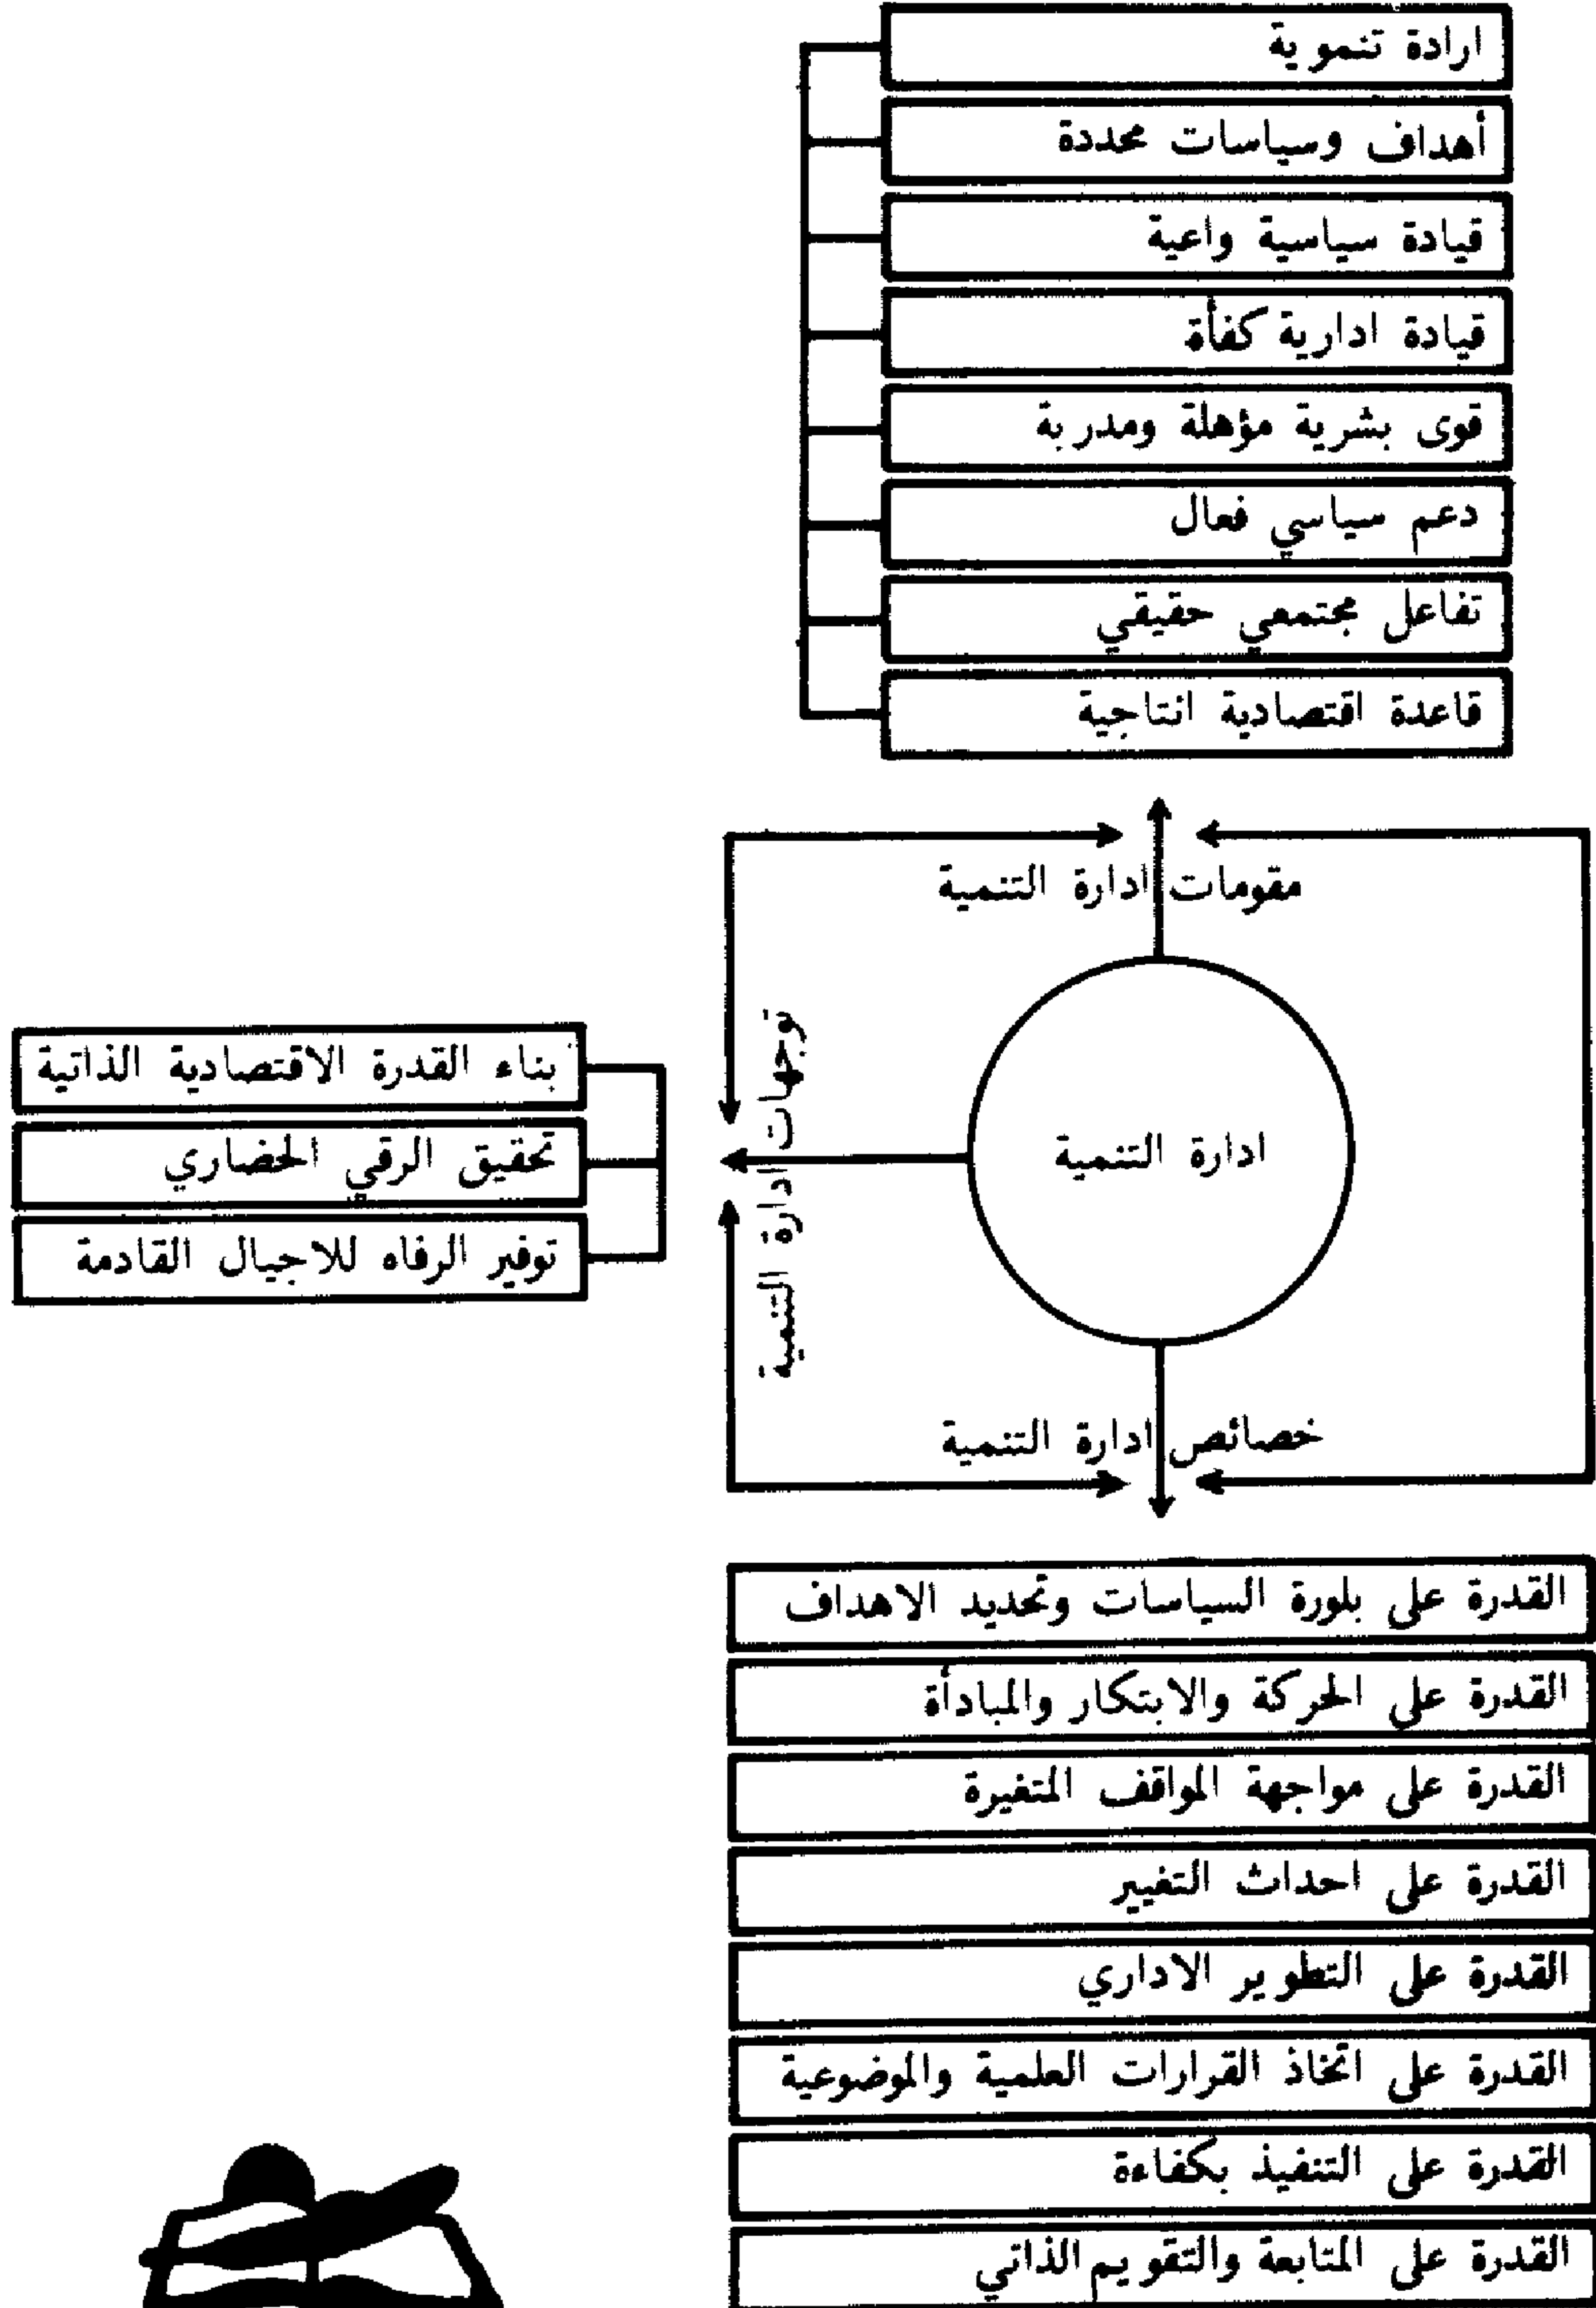 ارادة تنموية
أهداف وسياسات محددة
قيادة سياسية واعية
قيادة ادارية كفأة
قوى بشرية مؤهلة ومدربة
دعم سياسي فعال
تفاعل مجتمعي حقيقي
قاعدة اقتصادية انتاجية
مقومات ادارة التنمية
توجهات ادارة التنمية
بناء القدرة الاقتصادية الذاتية
تحقيق الرقي الحضاري
توفير الرفاه للاجيال القادمة
ادارة التنمية
خصائص ادارة التنمية
القدرة على بلورة السياسات وتحديد الاهداف
القدرة على الحركة والابتكار والمبادأة
القدرة على مواجهة المواقف المتغيرة
القدرة على احداث التغيير
القدرة على التطوير الاداري
القدرة على اتخاذ القرارات العلمية والموضوعية
القدرة على التنفيذ بكفاءة
القدرة على المتابعة والتقويم الذاتي